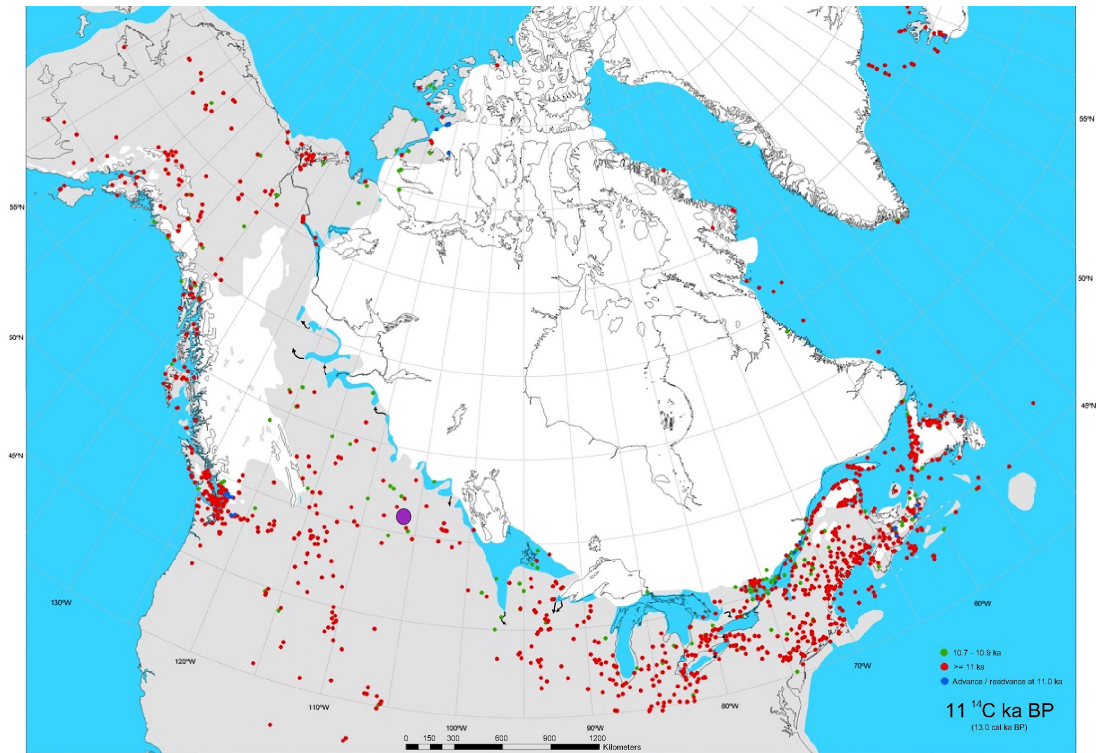 55°N
55°N
50°N
50°N
45°N
45°N
130°W
120°W
110°W
100°W
90°W
80°W
70°W
60°W
10.7 - 10.9 ka
>= 11 ka
Advance / readvance at 11.0 ka
11 ¹⁴C ka BP
(13.0 cal ka BP)
0 150 300 600 900 1200
Kilometers